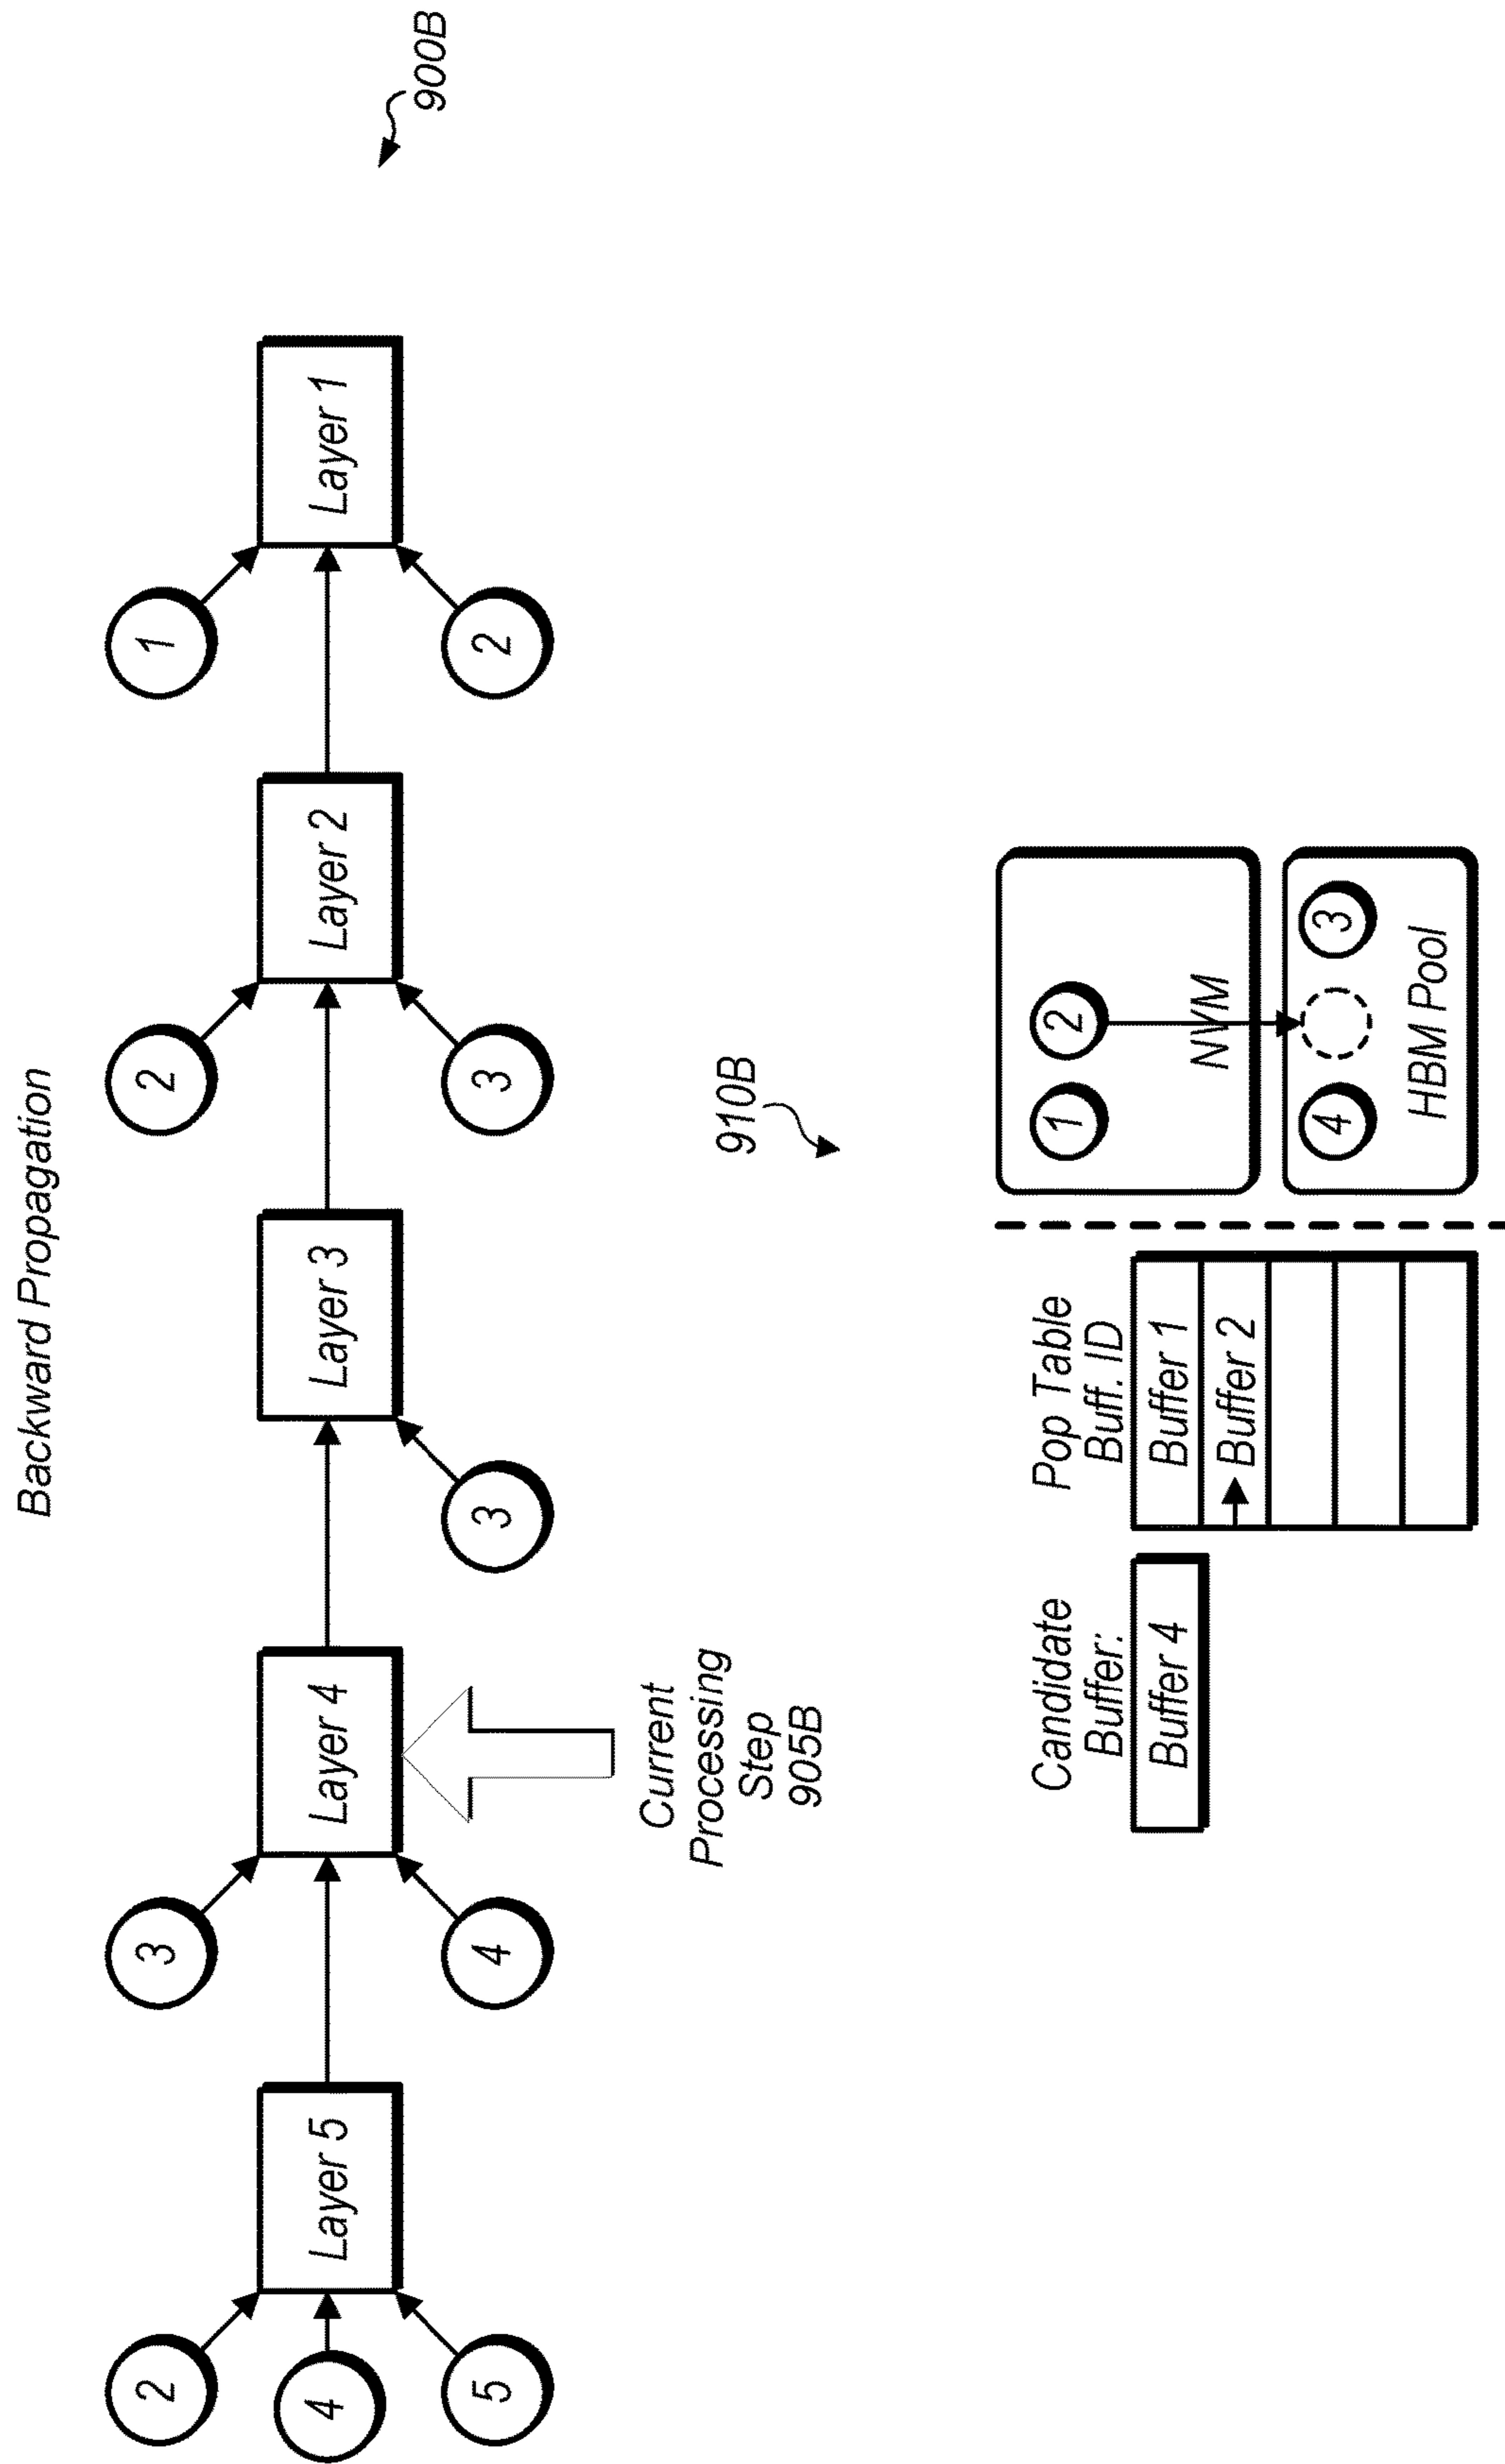 Backward Propagation
2
4
5
Layer 5
3
4
Layer 4
3
Layer 3
2
3
Layer 2
1
2
Layer 1
900B
Current
Processing
Step
905B
910B
Candidate
Buffer:
Buffer 4
Pop Table
Buff. ID
Buffer 1
Buffer 2
1
2
NVM
4
3
HBM Pool